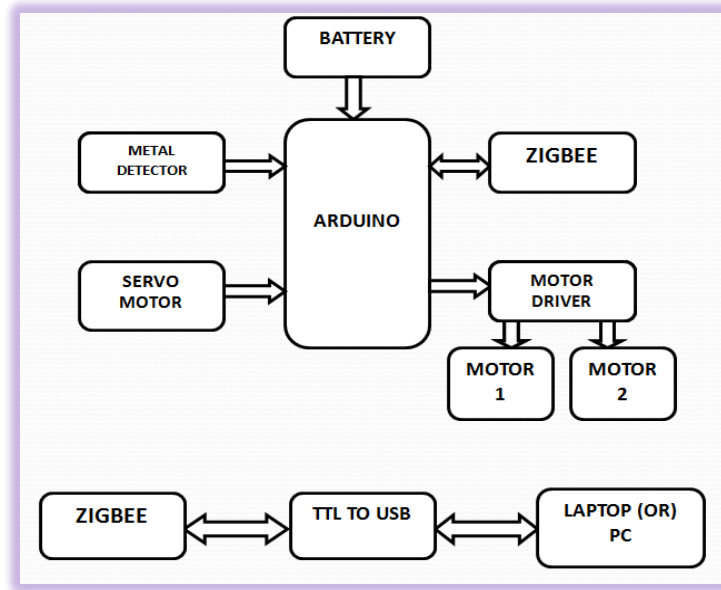 BATTERY
METAL
DETECTOR
ZIGBEE
ARDUINO
SERVO
MOTOR
MOTOR
DRIVER
MOTOR
1
MOTOR
2
ZIGBEE
TTL TO USB
LAPTOP (OR)
PC